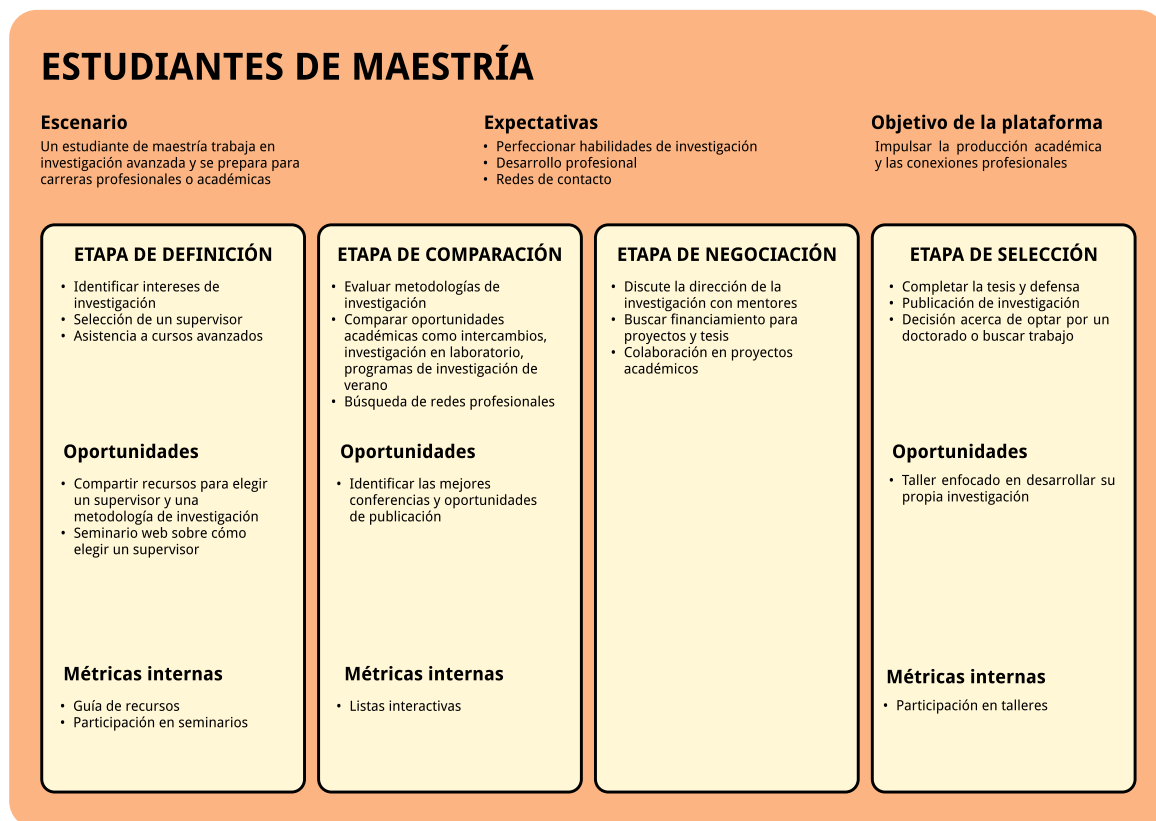 ESTUDIANTES DE MAESTRÍA
Escenario
Un estudiante de maestría trabaja en
investigación avanzada y se prepara para
carreras profesionales o académicas
Expectativas
• Perfeccionar habilidades de investigación
• Desarrollo profesional
• Redes de contacto
Objetivo de la plataforma
Impulsar la producción académica
y las conexiones profesionales
ETAPA DE DEFINICIÓN
• Identificar intereses de
investigación
• Selección de un supervisor
• Asistencia a cursos avanzados
Oportunidades
• Compartir recursos para elegir
un supervisor y una
metodología de investigación
• Seminario web sobre cómo
elegir un supervisor
Métricas internas
• Guía de recursos
• Participación en seminarios
ETAPA DE COMPARACIÓN
• Evaluar metodologías de
investigación
• Comparar oportunidades
académicas como intercambios,
investigación en laboratorio,
programas de investigación de
verano
• Búsqueda de redes profesionales
Oportunidades
• Identificar las mejores
conferencias y oportunidades
de publicación
Métricas internas
• Listas interactivas
ETAPA DE NEGOCIACIÓN
• Discute la dirección de la
investigación con mentores
• Buscar financiamiento para
proyectos y tesis
• Colaboración en proyectos
académicos
ETAPA DE SELECCIÓN
• Completar la tesis y defensa
• Publicación de investigación
• Decisión acerca de optar por un
doctorado o buscar trabajo
Oportunidades
• Taller enfocado en desarrollar su
propia investigación
Métricas internas
• Participación en talleres